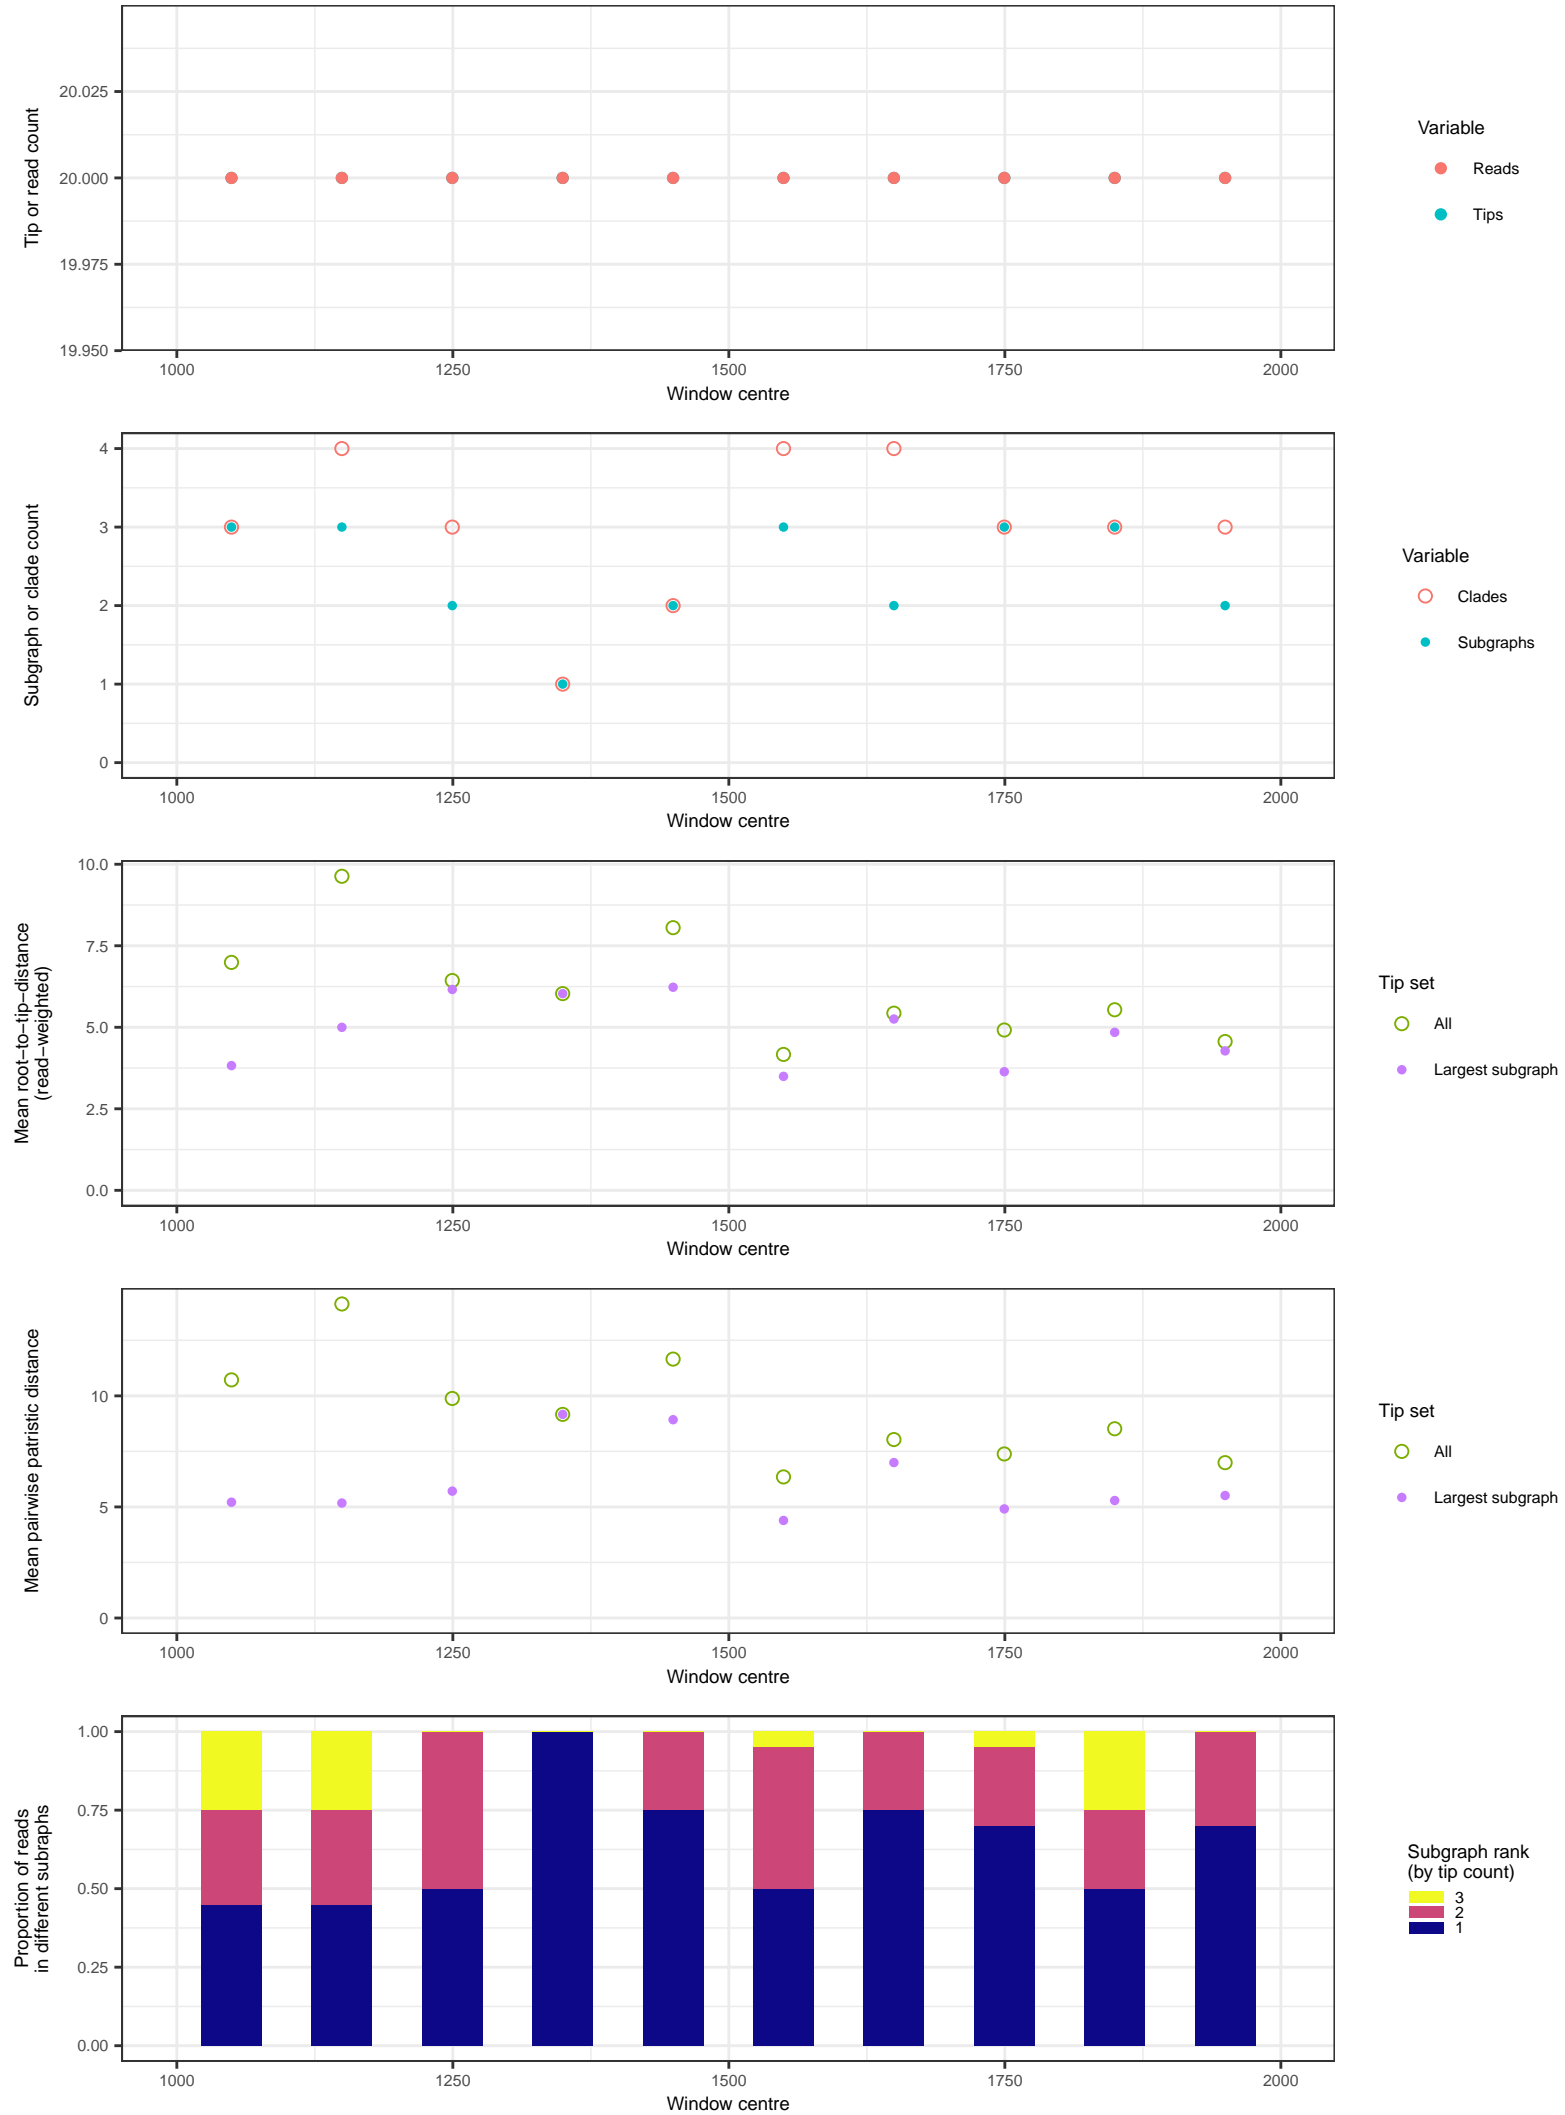 Tip or read count
20.025
20.000
19.975
19.950
1000 1250 1500 1750 2000
Window centre
Variable
Reads
Tips
Subgraph or clade count
4
3
2
1
0
1000 1250 1500 1750 2000
Window centre
Variable
Clades
Subgraphs
Mean root−to−tip−distance
(read−weighted)
10.0
7.5
5.0
2.5
0.0
1000 1250 1500 1750 2000
Window centre
Tip set
All
Largest subgraph
Mean pairwise patristic distance
10
5
0
1000 1250 1500 1750 2000
Window centre
Tip set
All
Largest subgraph
Proportion of reads
in different subraphs
1.00
0.75
0.50
0.25
0.00
1000 1250 1500 1750 2000
Window centre
Subgraph rank
(by tip count)
3
2
1